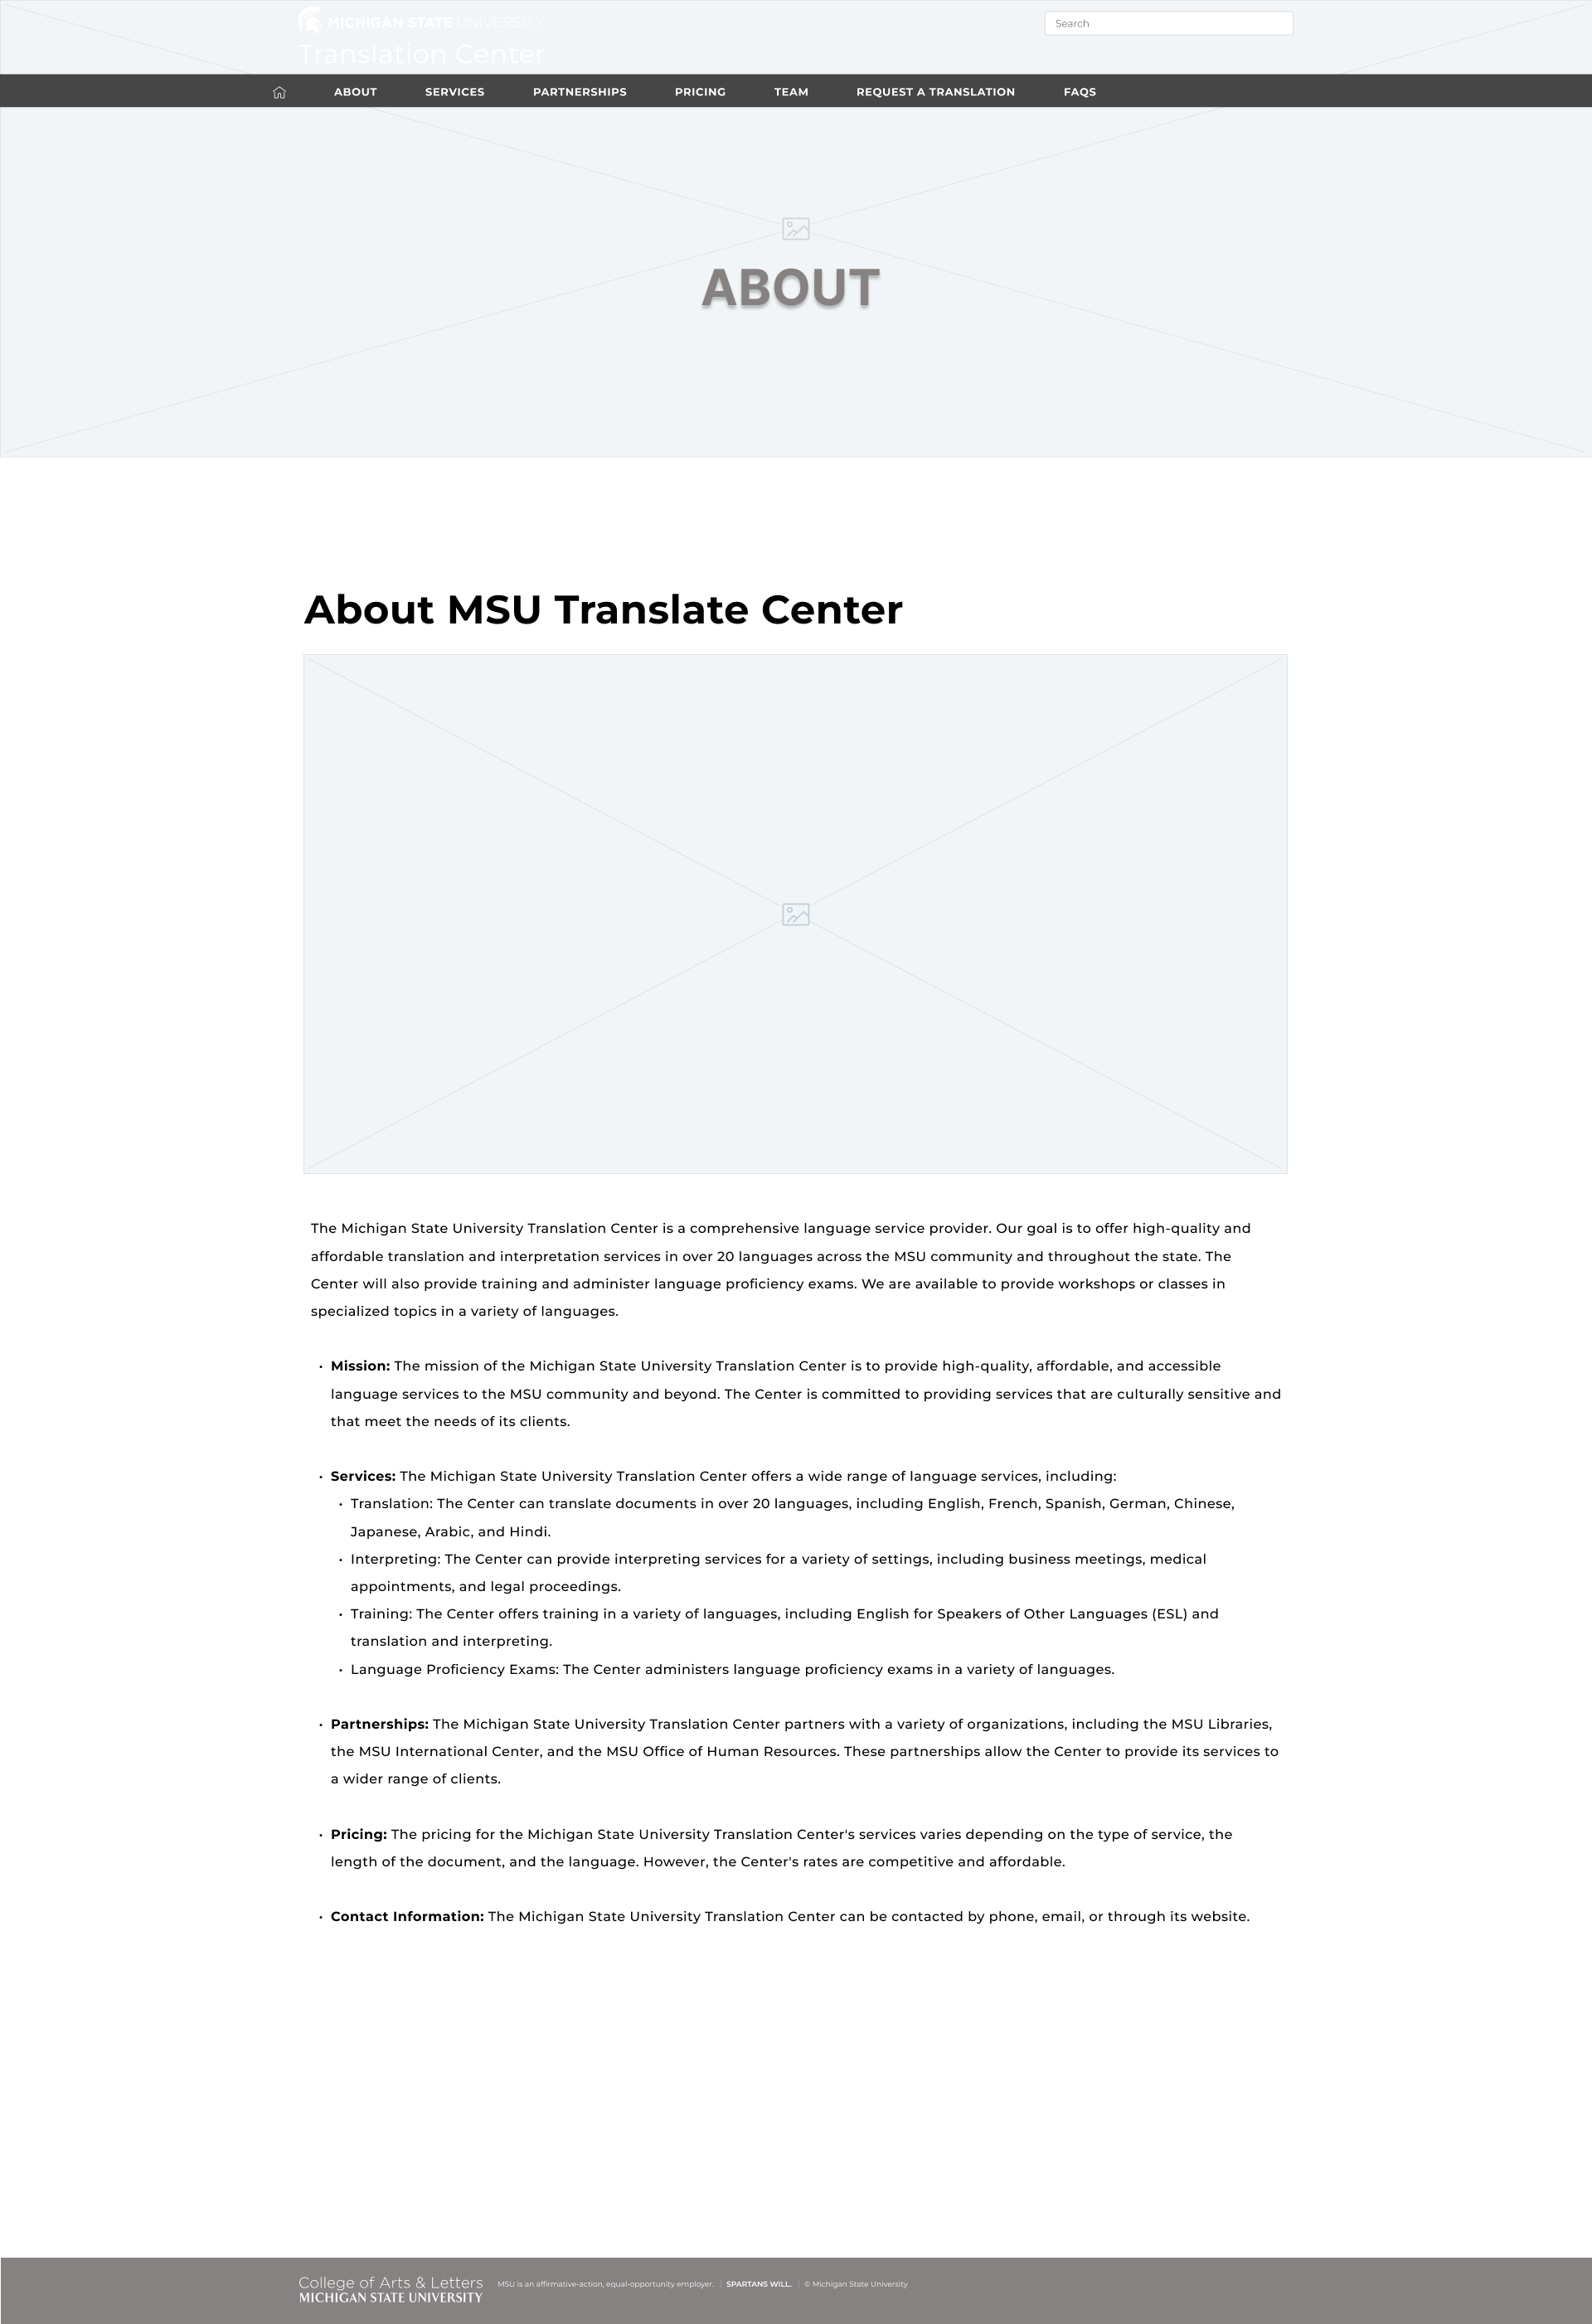 MICHIGAN STATE UNIVERSITY
Translation Center
Search
ABOUT SERVICES PARTNERSHIPS PRICING TEAM REQUEST A TRANSLATION FAQS
ABOUT
About MSU Translate Center
The Michigan State University Translation Center is a comprehensive language service provider. Our goal is to offer high-quality and
affordable translation and interpretation services in over 20 languages across the MSU community and throughout the state. The
Center will also provide training and administer language proficiency exams. We are available to provide workshops or classes in
specialized topics in a variety of languages.
• Mission: The mission of the Michigan State University Translation Center is to provide high-quality, affordable, and accessible
language services to the MSU community and beyond. The Center is committed to providing services that are culturally sensitive and
that meet the needs of its clients.
• Services: The Michigan State University Translation Center offers a wide range of language services, including:
• Translation: The Center can translate documents in over 20 languages, including English, French, Spanish, German, Chinese,
Japanese, Arabic, and Hindi.
• Interpreting: The Center can provide interpreting services for a variety of settings, including business meetings, medical
appointments, and legal proceedings.
• Training: The Center offers training in a variety of languages, including English for Speakers of Other Languages (ESL) and
translation and interpreting.
• Language Proficiency Exams: The Center administers language proficiency exams in a variety of languages.
• Partnerships: The Michigan State University Translation Center partners with a variety of organizations, including the MSU Libraries,
the MSU International Center, and the MSU Office of Human Resources. These partnerships allow the Center to provide its services to
a wider range of clients.
• Pricing: The pricing for the Michigan State University Translation Center's services varies depending on the type of service, the
length of the document, and the language. However, the Center's rates are competitive and affordable.
• Contact Information: The Michigan State University Translation Center can be contacted by phone, email, or through its website.
College of Arts & Letters
MICHIGAN STATE UNIVERSITY
MSU is an affirmative-action, equal-opportunity employer. | SPARTANS WILL. | © Michigan State University